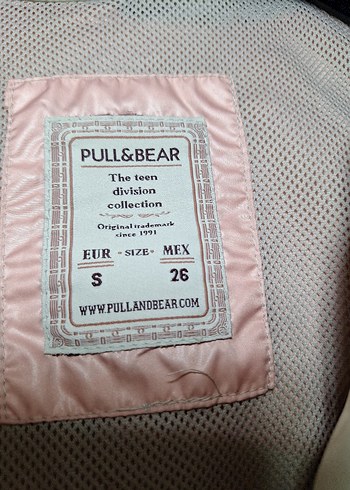 PULL&BEAR
The teen
division
collection
Original trademark
since 1991
EUR • SIZE • MEX
S 26
WWW.PULLANDBEAR.COM